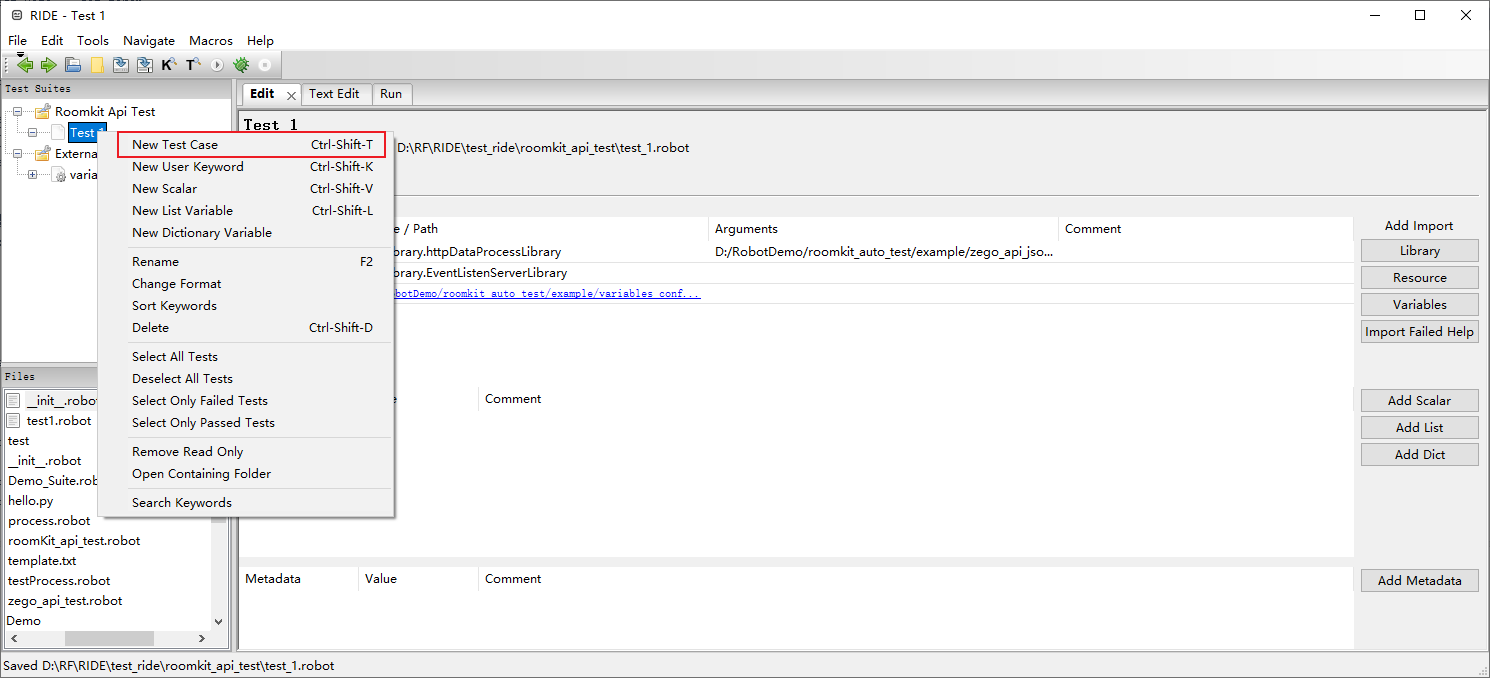 RIDE - Test 1
File Edit Tools Navigate Macros Help
Test Suites
Roomkit Api Test
Test
Externa
varia
Edit Text Edit Run
Test 1
D:\RF\RIDE\test_ride\roomkit_api_test\test_1.robot
New Test Case Ctrl-Shift-T
New User Keyword Ctrl-Shift-K
New Scalar Ctrl-Shift-V
New List Variable Ctrl-Shift-L
New Dictionary Variable
Rename F2
Change Format
Sort Keywords
Delete Ctrl-Shift-D
Select All Tests
Deselect All Tests
Select Only Failed Tests
Select Only Passed Tests
Remove Read Only
Open Containing Folder
Search Keywords
e / Path Arguments Comment
brary.httpDataProcessLibrary D:/RobotDemo/roomkit_auto_test/example/zego_api_jso...
brary.EventListenServerLibrary
botDemo/roomkit_auto_test/example/variables_conf...
Add Import
Library
Resource
Variables
Import Failed Help
e Comment
Add Scalar
Add List
Add Dict
Metadata Value Comment
Add Metadata
Files
__init__.robot
test1.robot
test
__init__.robot
Demo_Suite.rob
hello.py
process.robot
roomKit_api_test.robot
template.txt
testProcess.robot
zego_api_test.robot
Demo
Saved D:\RF\RIDE\test_ride\roomkit_api_test\test_1.robot